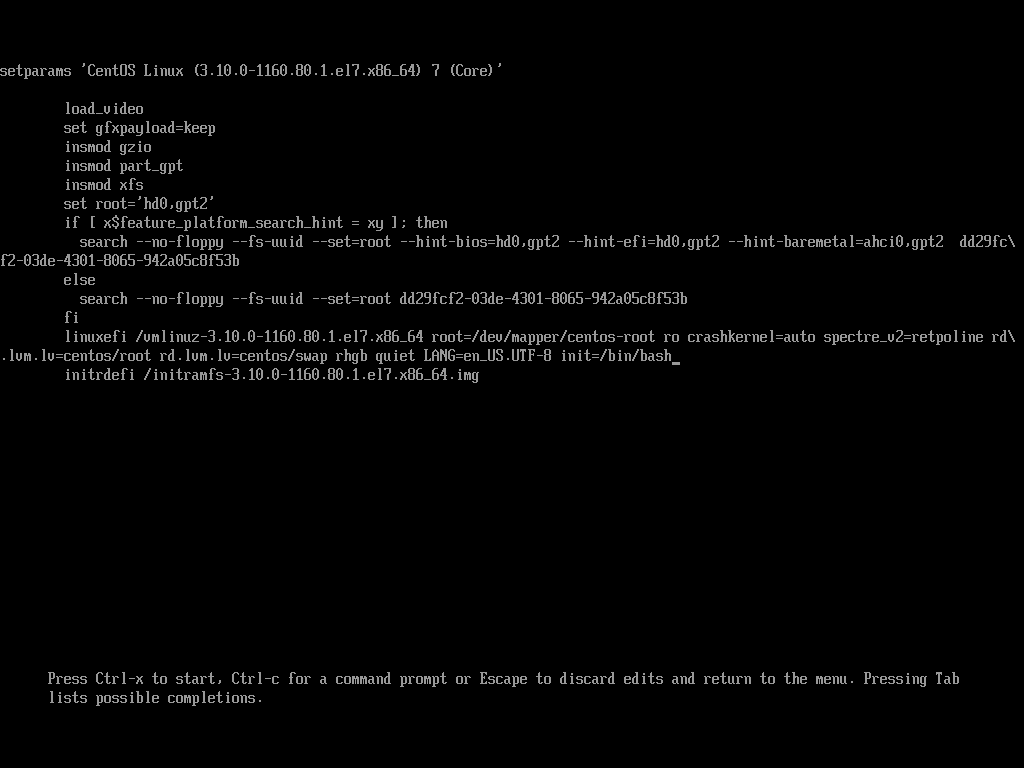 setparams 'CentOS Linux (3.10.0-1160.80.1.el7.x86_64) 7 (Core)'
load_video
set gfxpayload=keep
insmod gzio
insmod part_gpt
insmod xfs
set root='hd0,gpt2'
if [ x$feature_platform_search_hint = xy ]; then
search --no-floppy --fs-uuid --set=root --hint-bios=hd0,gpt2 --hint-efi=hd0,gpt2 --hint-baremetal=ahci0,gpt2  dd29fc\
f2-03de-4301-8065-942a05c8f53b
else
search --no-floppy --fs-uuid --set=root dd29fcf2-03de-4301-8065-942a05c8f53b
fi
linuxefi /vmlinuz-3.10.0-1160.80.1.el7.x86_64 root=/dev/mapper/centos-root ro crashkernel=auto spectre_v2=retpoline rd\
.lvm.lv=centos/root rd.lvm.lv=centos/swap rhgb quiet LANG=en_US.UTF-8 init=/bin/bash_
initrdefi /initramfs-3.10.0-1160.80.1.el7.x86_64.img
Press Ctrl-x to start, Ctrl-c for a command prompt or Escape to discard edits and return to the menu. Pressing Tab
lists possible completions.